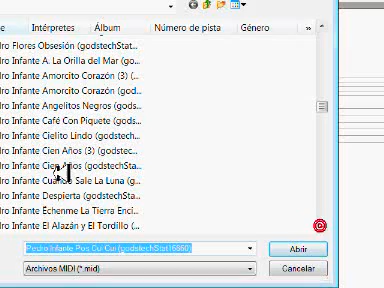 e Intérpretes Álbum Número de pista Género »
ro Flores Obsesión (godstechStat...
ro Infante A. La Orilla del Mar (go...
ro Infante Amorcito Corazón (3) (...
ro Infante Amorcito Corazón (god...
ro Infante Angelitos Negros (gods...
ro Infante Café Con Piquete (gods...
ro Infante Cielito Lindo (godstech...
ro Infante Cien Años (3) (godstec...
ro Infante Cien Años (godstechSta...
ro Infante Cuando Sale La Luna (g...
ro Infante Despierta (godstechSta...
ro Infante Échenme La Tierra Enci...
ro Infante El Alazán y El Tordillo (...
Pedro Infante Pos Cui Cui (godstechStat16860) Abrir
Archivos MIDI (*.mid) Cancelar